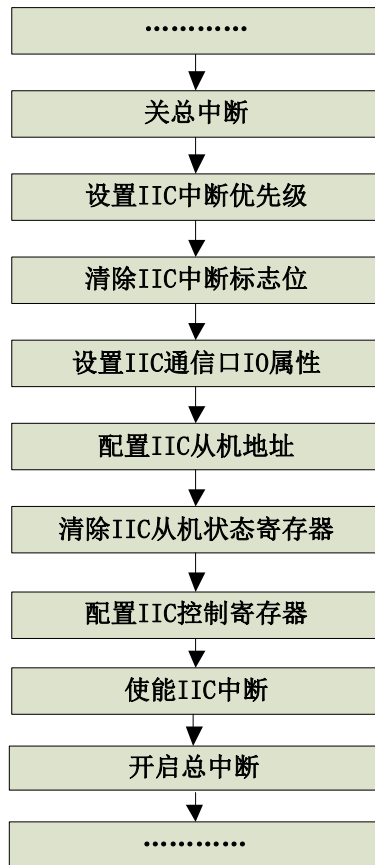 …………
关总中断
设置IIC中断优先级
清除IIC中断标志位
设置IIC通信口IO属性
配置IIC从机地址
清除IIC从机状态寄存器
配置IIC控制寄存器
使能IIC中断
开启总中断
…………